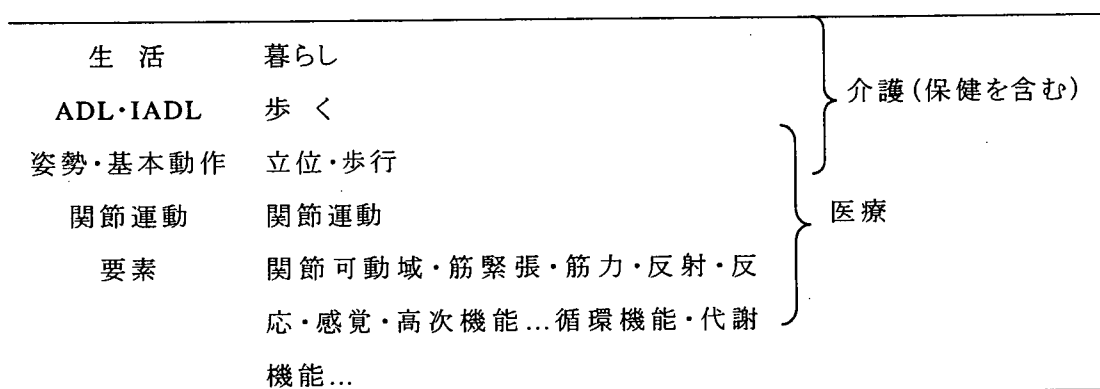 生活 暮らし
ADL・IADL 歩く
介護(保健を含む)
姿勢・基本動作 立位・歩行
関節運動 関節運動
医療
要素 関節可動域・筋緊張・筋力・反射・反
応・感覚・高次機能…循環機能・代謝
機能…